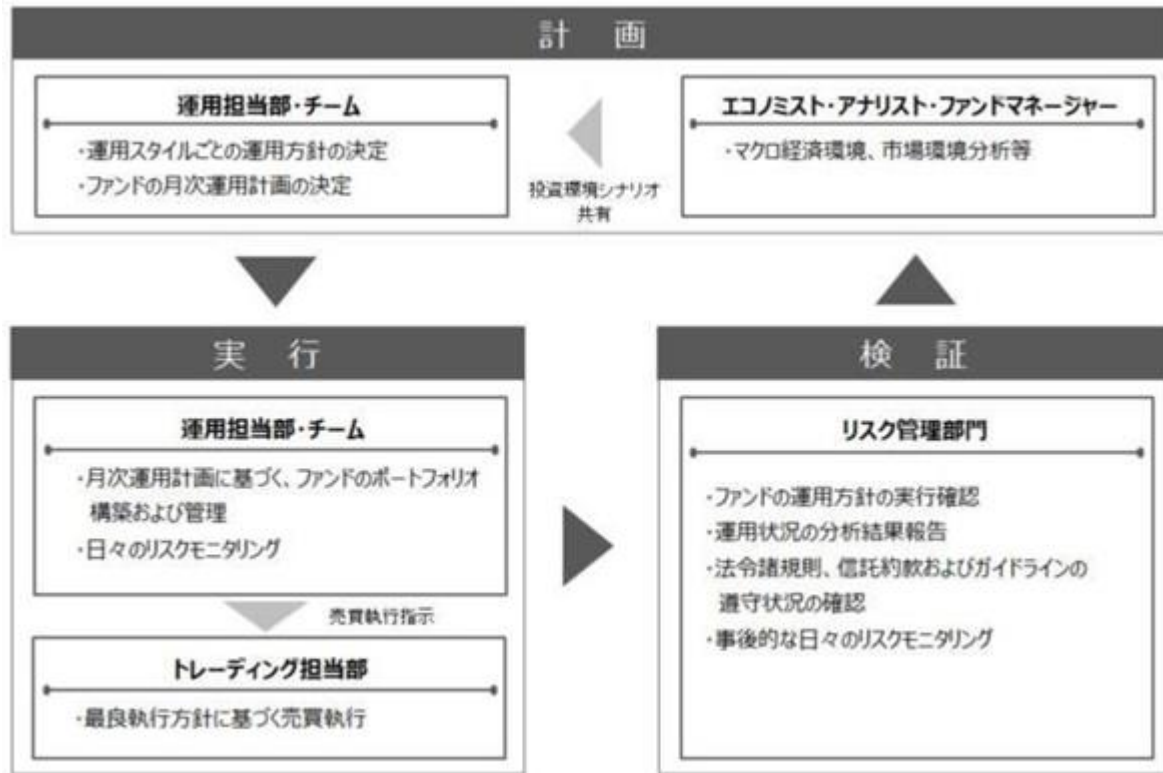 計 画
運用担当部・チーム
・運用スタイルごとの運用方針の決定
・ファンドの月次運用計画の決定
投資環境シナリオ
共有
エコノミスト・アナリスト・ファンドマネージャー
・マクロ経済環境、市場環境分析等
実 行
運用担当部・チーム
・月次運用計画に基づく、ファンドのポートフォリオ
構築および管理
・日々のリスクモニタリング
売買執行指示
トレーディング担当部
・最良執行方針に基づく売買執行
検 証
リスク管理部門
・ファンドの運用方針の実行確認
・運用状況の分析結果報告
・法令諸規則、信託約款およびガイドラインの
遵守状況の確認
・事後的な日々のリスクモニタリング